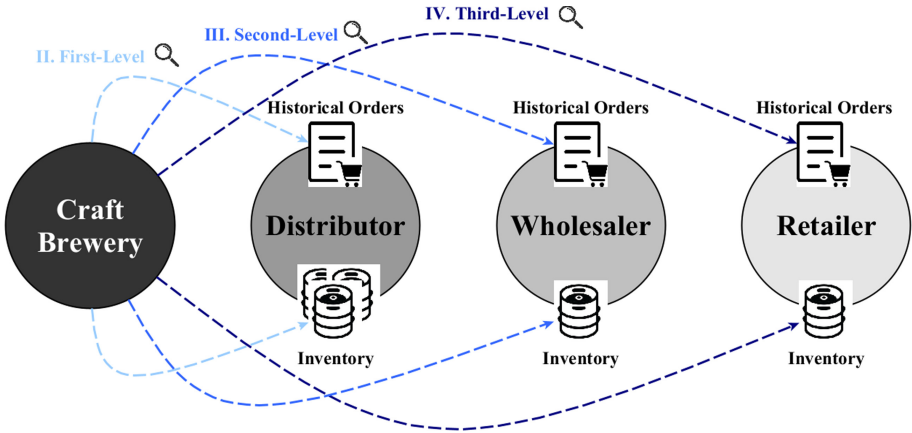 IV. Third-Level
III. Second-Level
II. First-Level
Historical Orders
Historical Orders
Historical Orders
Craft
Brewery
Distributor
Wholesaler
Retailer
Inventory
Inventory
Inventory